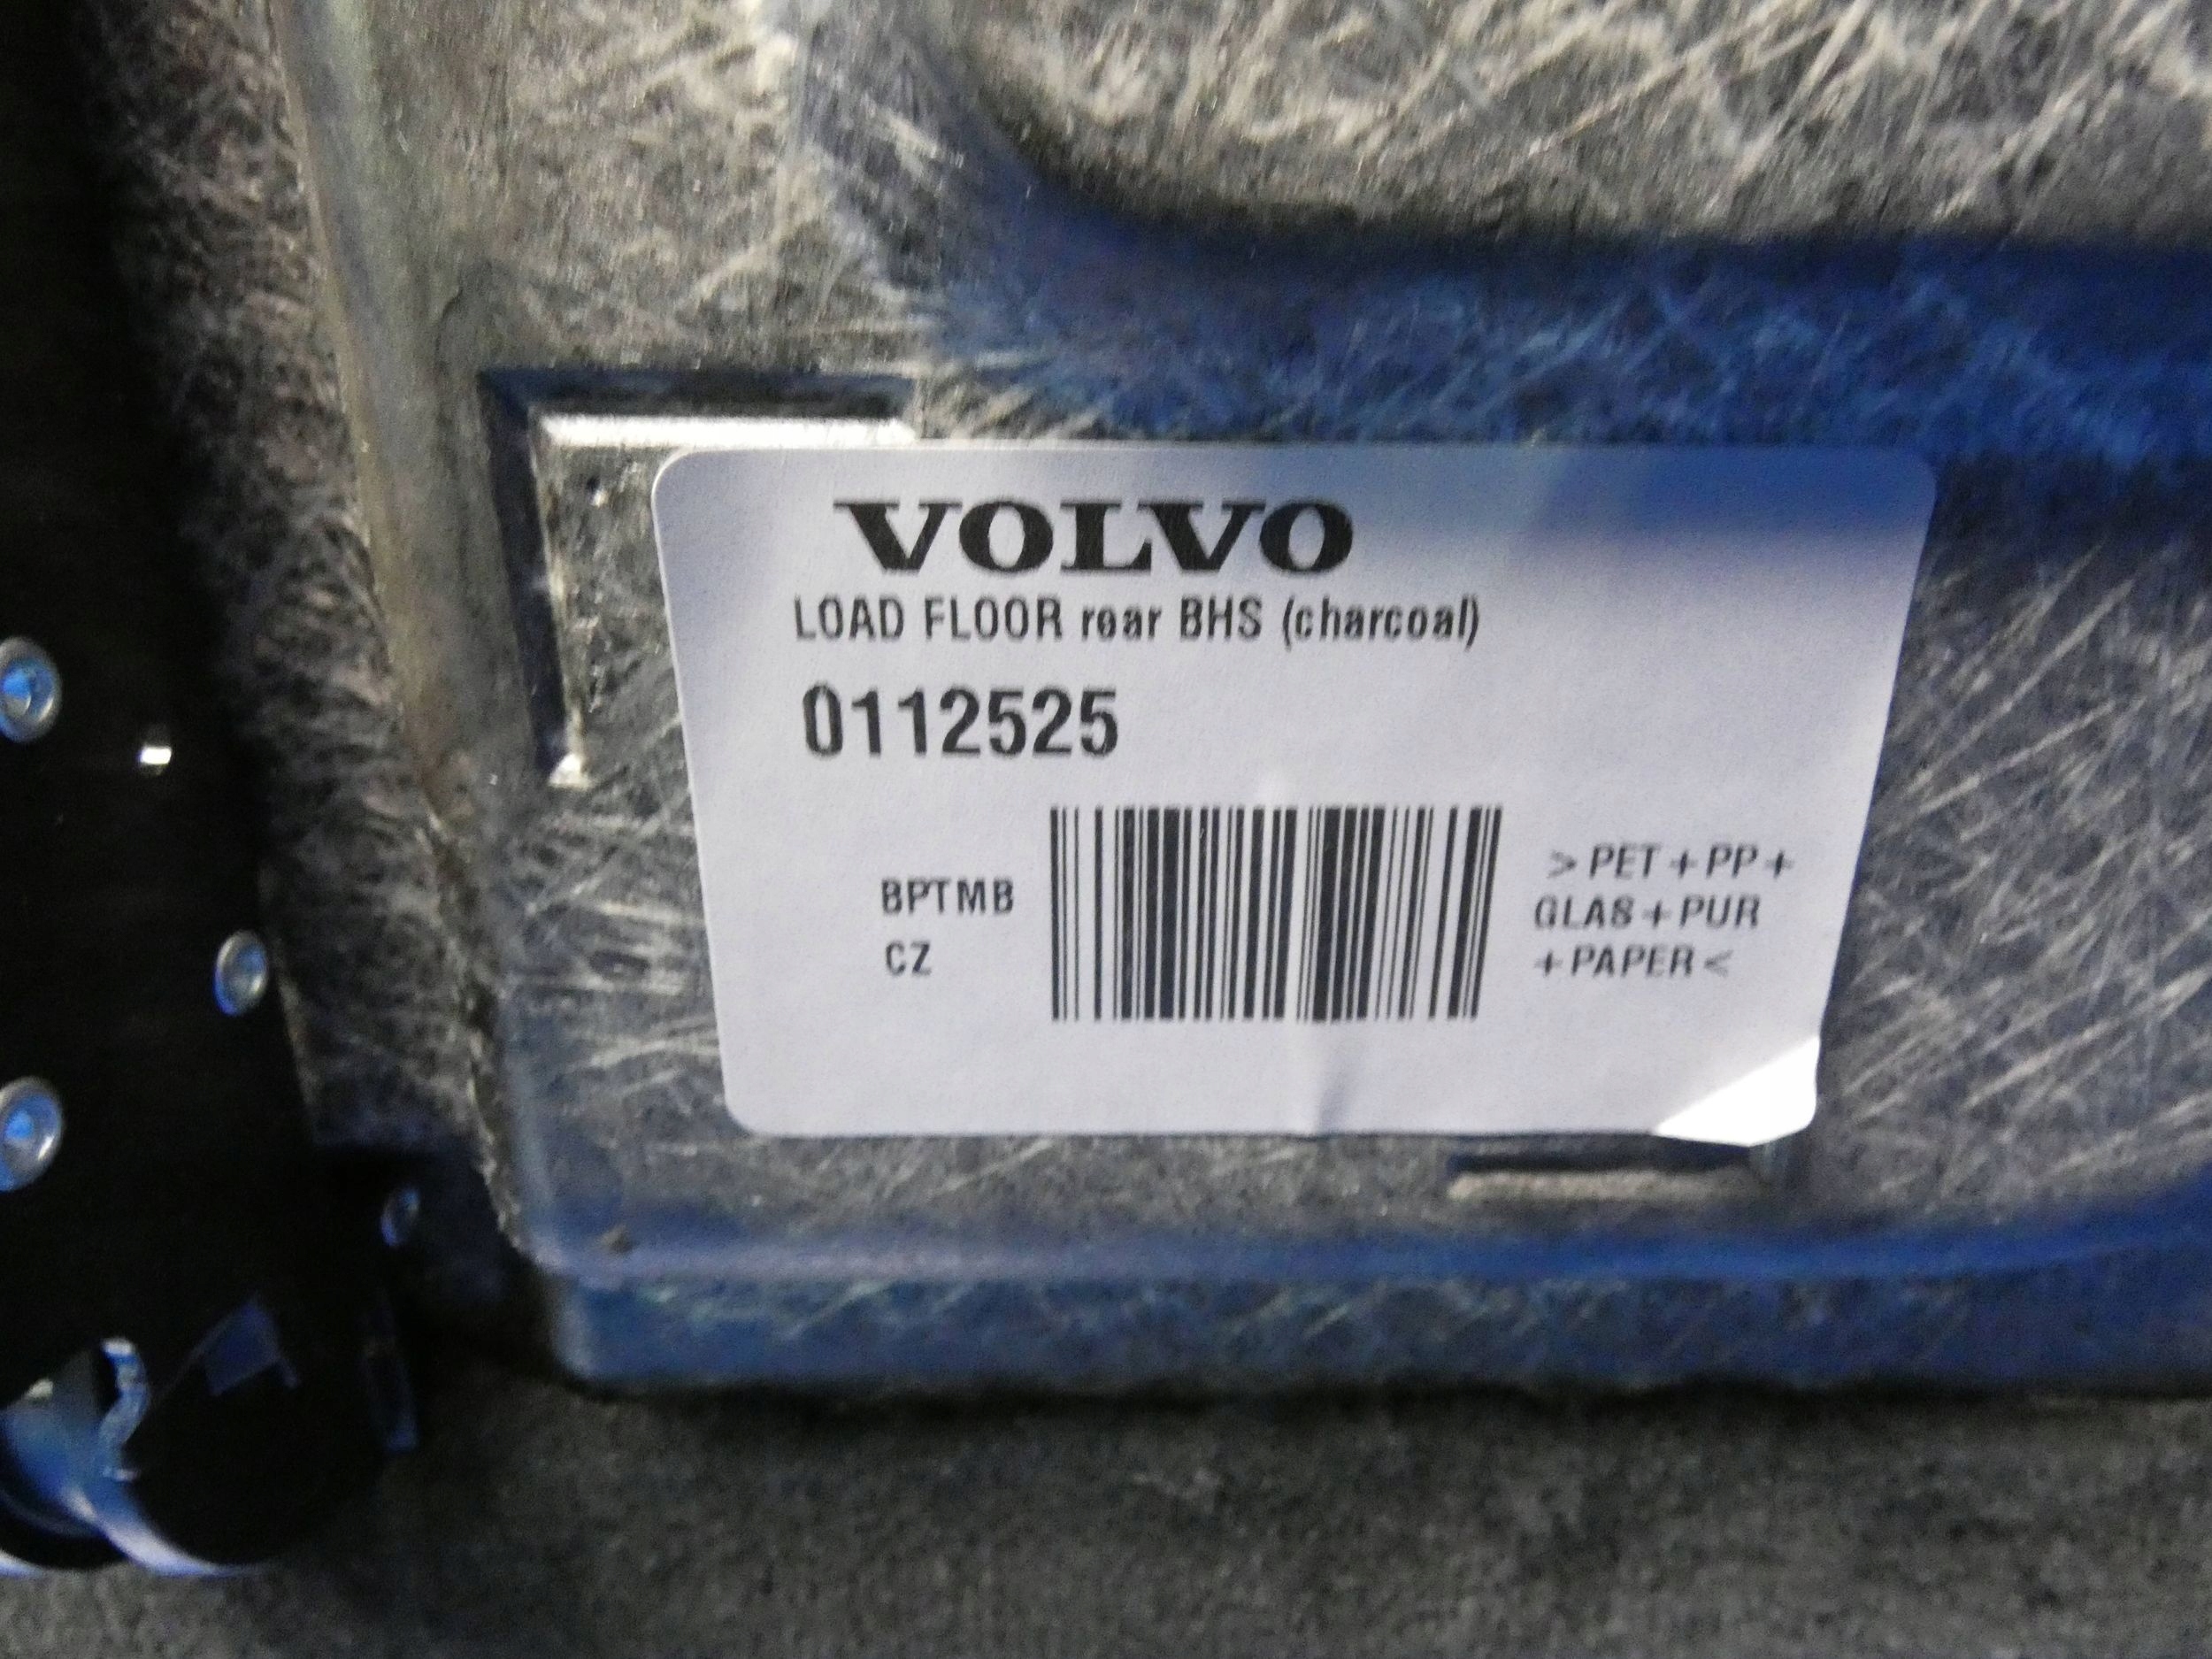 VOLVO
LOAD FLOOR rear BHS (charcoal)
0112525
BPTMB
CZ
> PET + PP +
GLAS + PUR
+ PAPER <